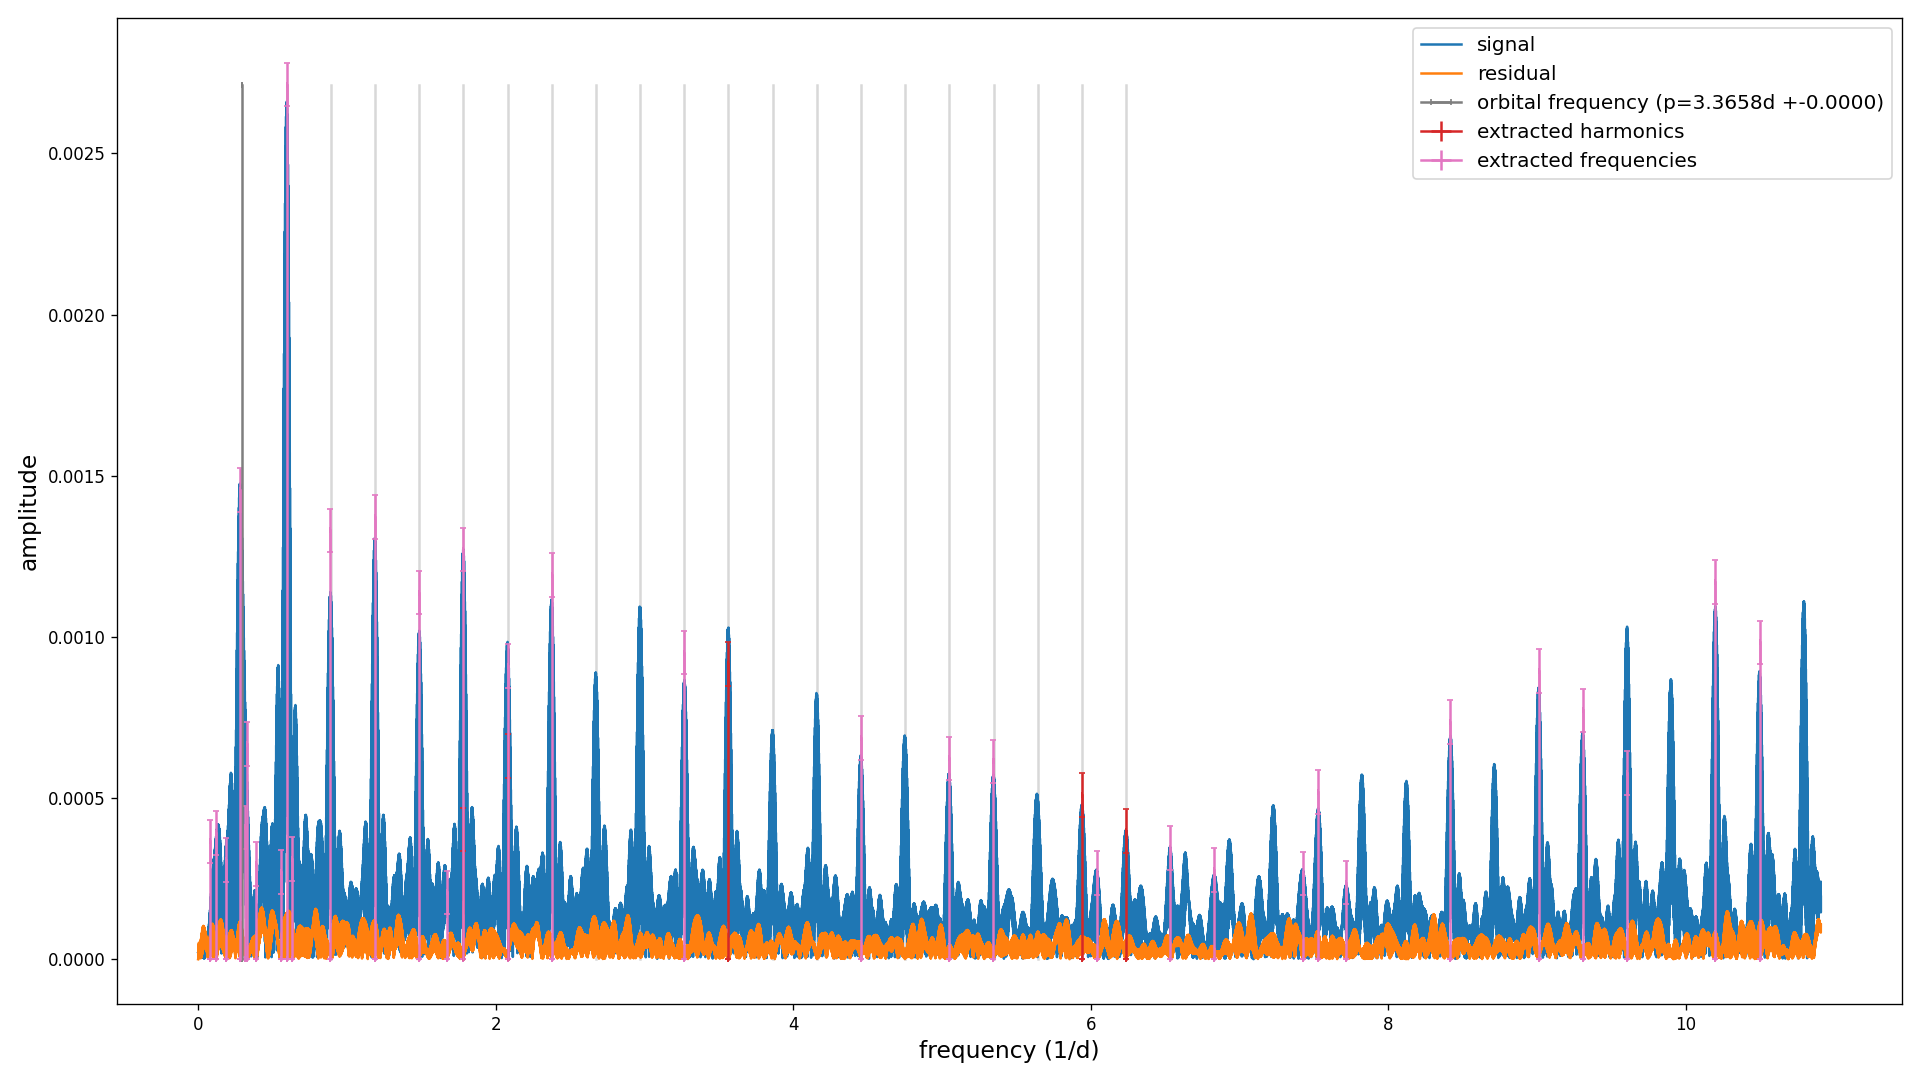 signal
residual
orbital frequency (p=3.3658d +-0.0000)
extracted harmonics
extracted frequencies
0.0025
0.0020
0.0015
0.0010
0.0005
0.0000
amplitude
0 2 4 6 8 10
frequency (1/d)